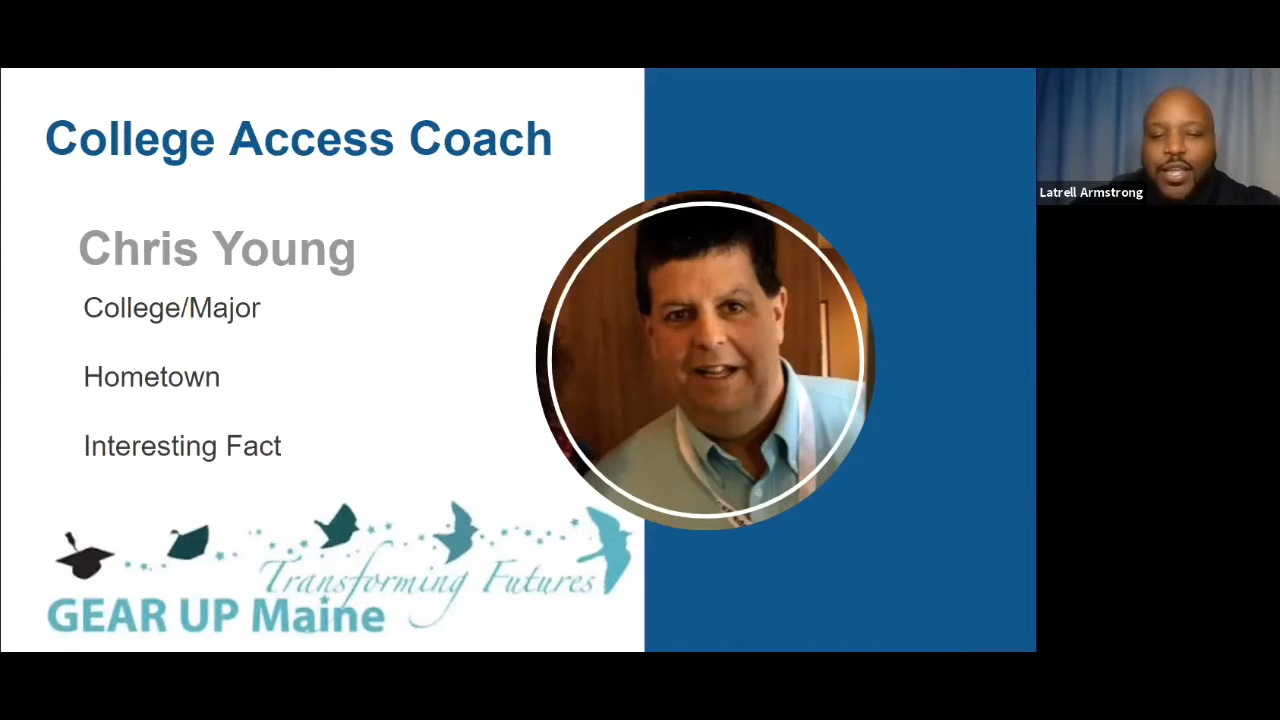 College Access Coach
Latrell Armstrong
Chris Young
College/Major
Hometown
Interesting Fact
Transforming Futures
GEAR UP Maine